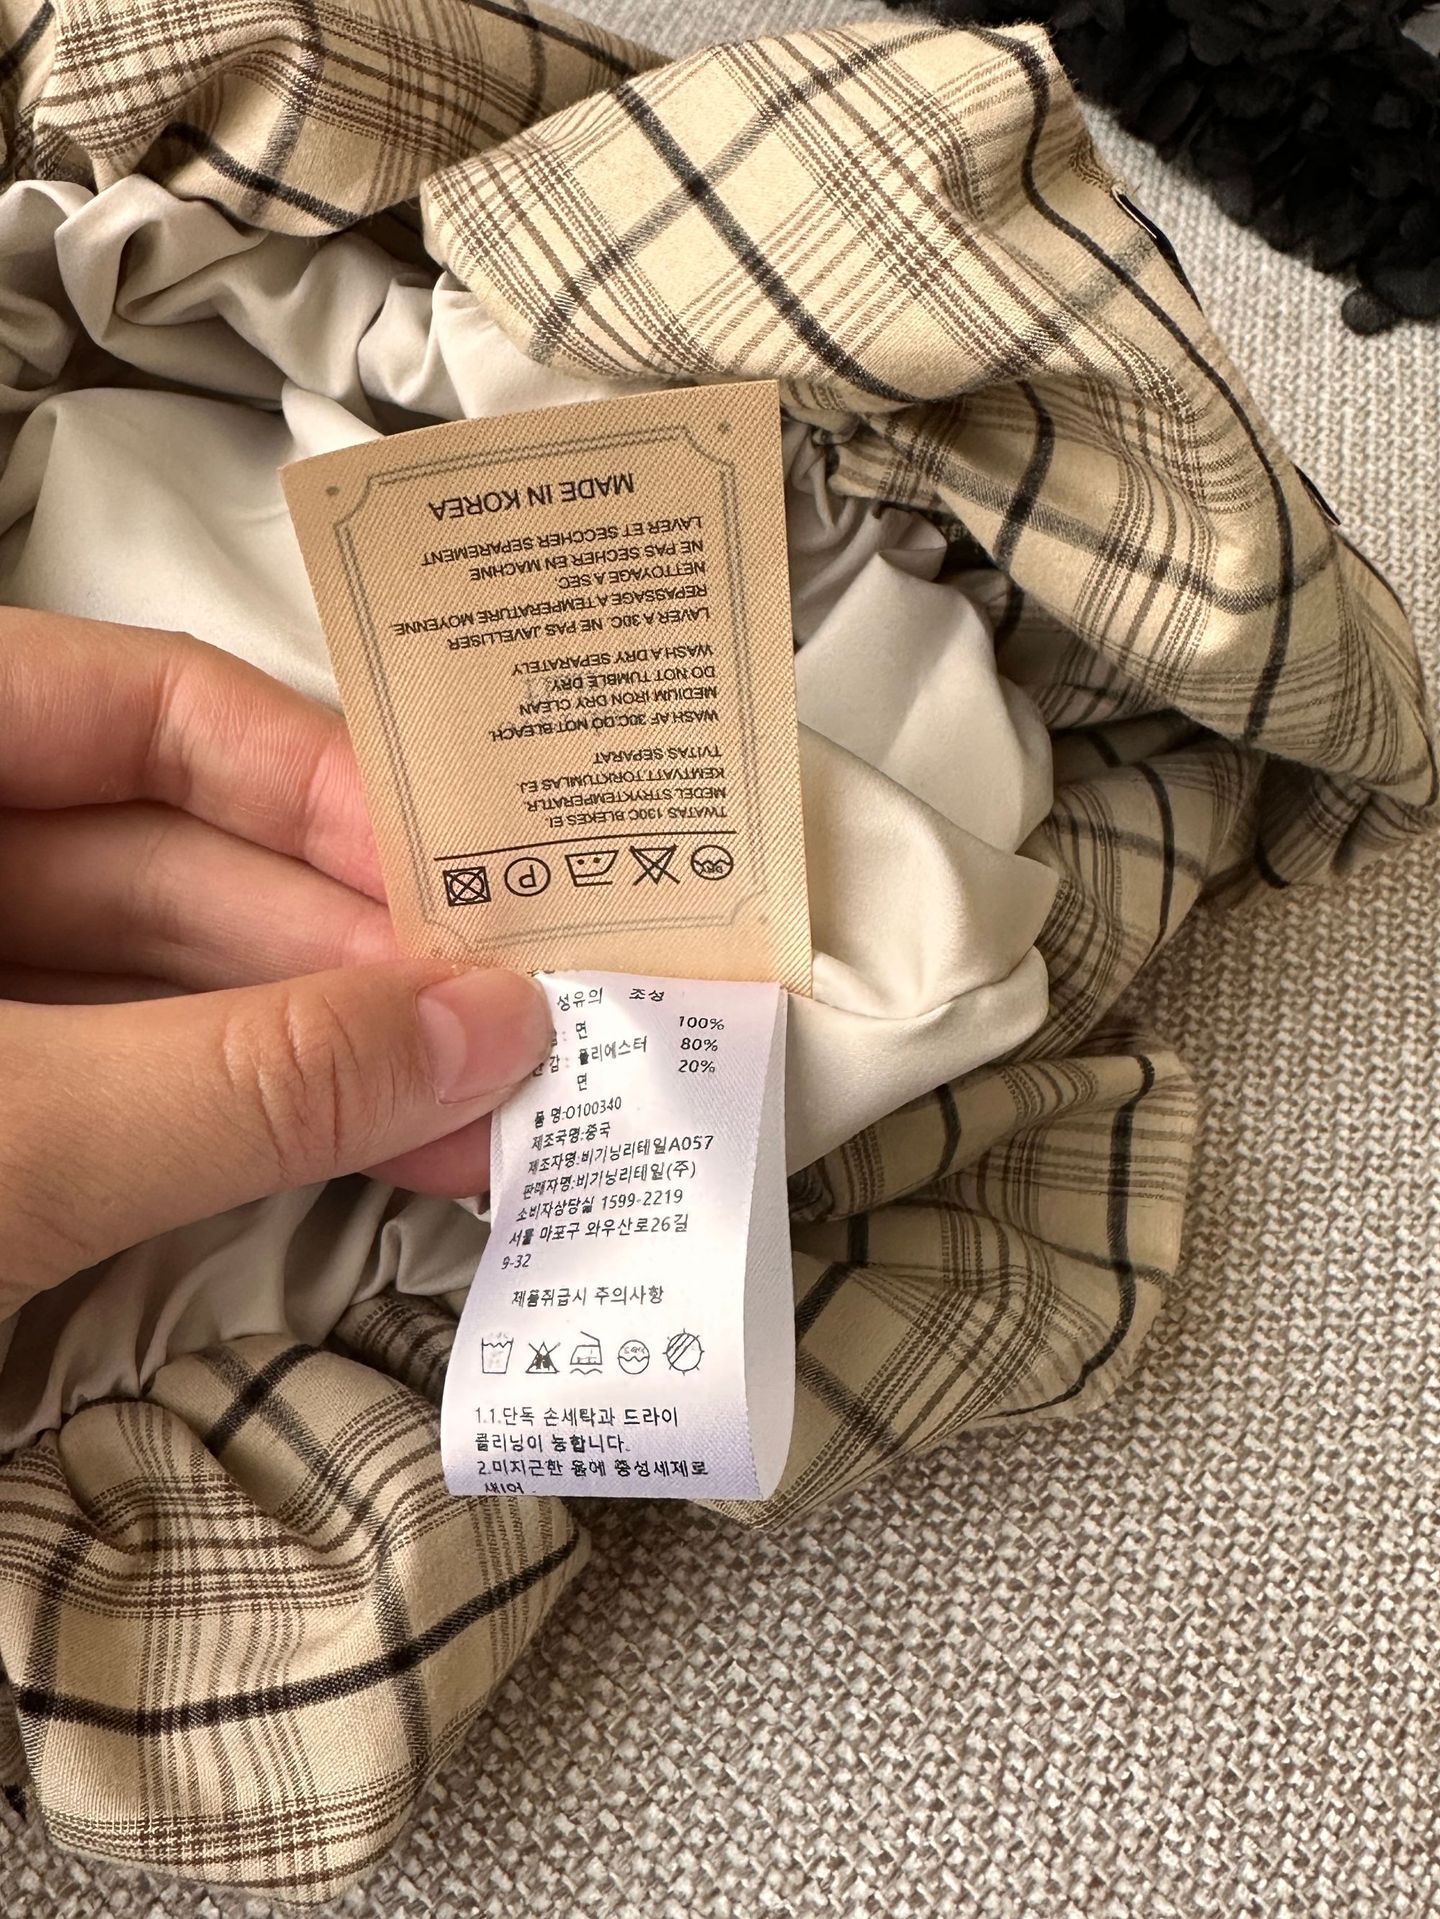 MADE IN KOREA
LAVER ET SECCHER SEPAREMENT
NE PAS SECHER EN MACHINE
NETTOYAGE A SEC
REPASSAGE A TEMPERATURE MOYENNE
LAVER A 30C. NE PAS JAVELLISER
WASH A DRY SEPARATELY
DO NOT TUMBLE DRY.
MEDIUM IRON DRY CLEAN
WASH AF 30C.DO NOT BLEACH.
TVITAS SEPARAT
KEMTVATT TORKTUMLAS EJ.
MEDEL STRYKTEMPERATI.R.
TWATAS 130C BLEKES EI.
P DRY
섬유의 조성
: 면 100%
감 : 폴리에스터 80%
면 20%
품 명:O100340
제조국명:중국
제조자명:비기닝리테일A057
판매자명:비기닝리테일(주)
소비자상담실 1599-2219
서울 마포구 와우산로26길
9-32
제품취급시 주의사항
1.1.단독 손세탁과 드라이
클리닝이 능합니다.
2.미지근한 물에 중성세제로